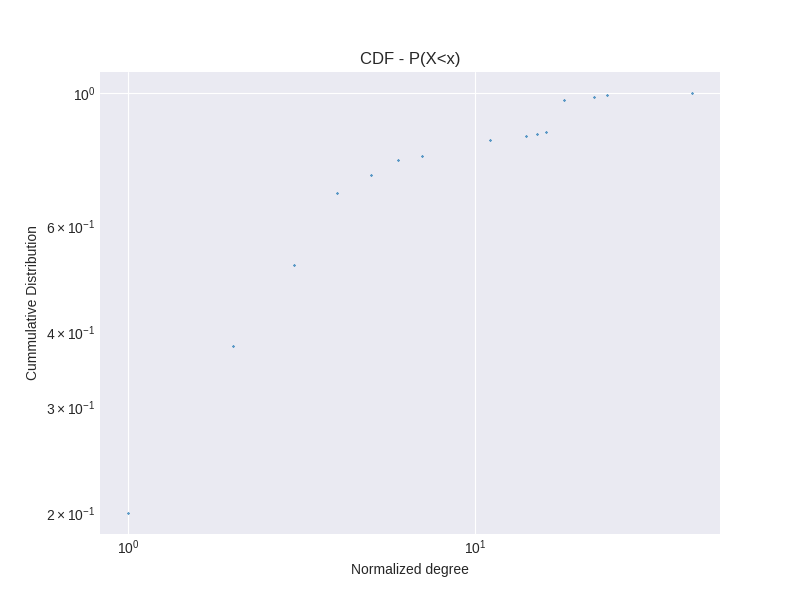 CDF - P(X<x)
Cummulative Distribution
10⁰
6 × 10⁻¹
4 × 10⁻¹
3 × 10⁻¹
2 × 10⁻¹
10⁰ 10¹
Normalized degree